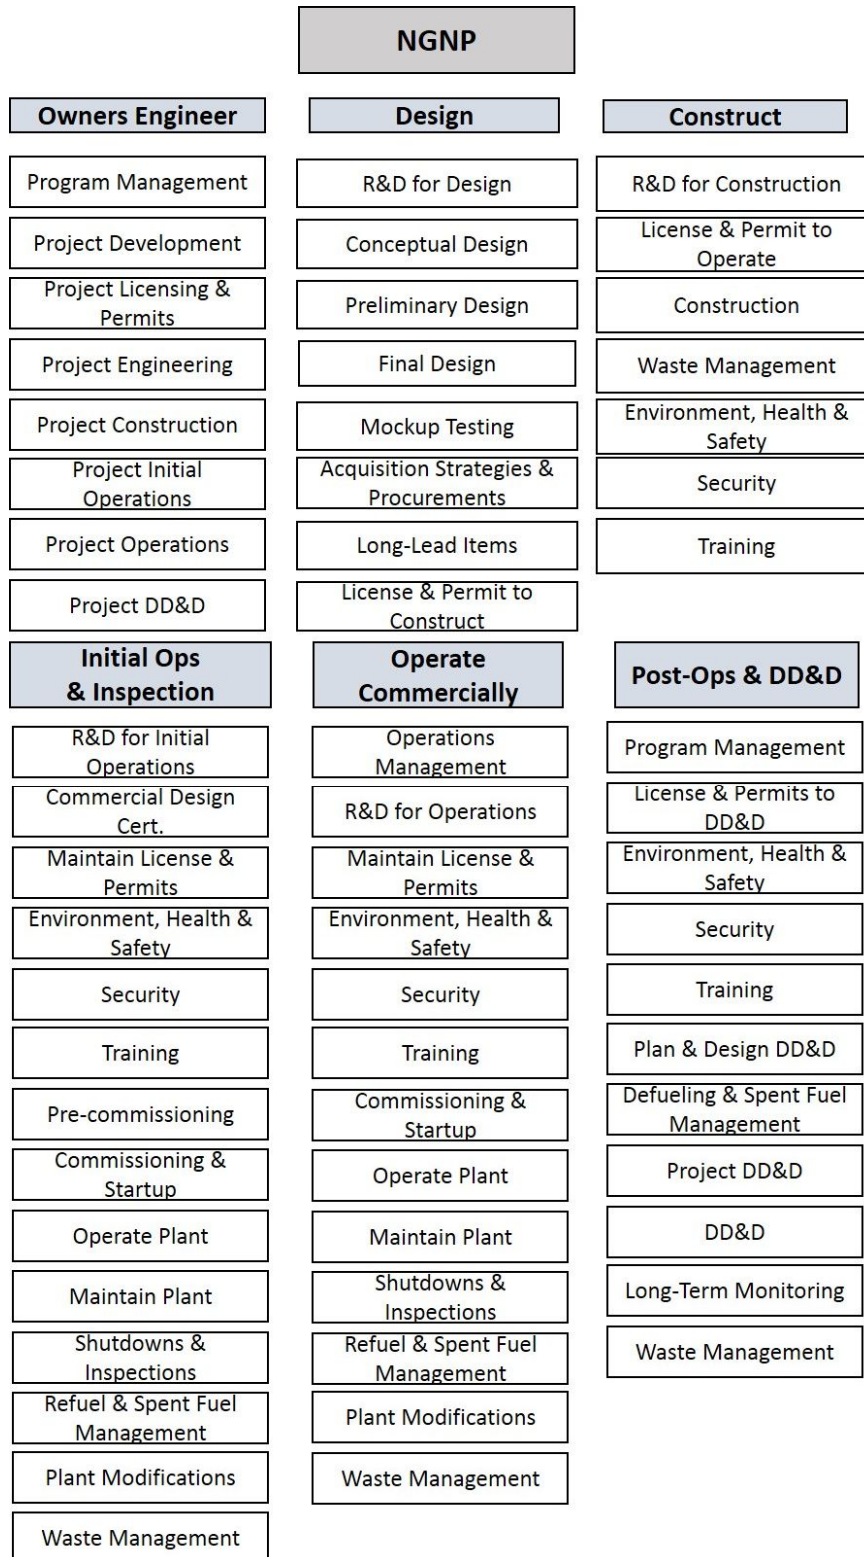 NGNP
Owners Engineer
Program Management
Project Development
Project Licensing &
Permits
Project Engineering
Project Construction
Project Initial
Operations
Project Operations
Project DD&D
Design
R&D for Design
Conceptual Design
Preliminary Design
Final Design
Mockup Testing
Acquisition Strategies &
Procurements
Long-Lead Items
License & Permit to
Construct
Construct
R&D for Construction
License & Permit to
Operate
Construction
Waste Management
Environment, Health &
Safety
Security
Training
Initial Ops
& Inspection
R&D for Initial
Operations
Commercial Design
Cert.
Maintain License &
Permits
Environment, Health &
Safety
Security
Training
Pre-commissioning
Commissioning &
Startup
Operate Plant
Maintain Plant
Shutdowns &
Inspections
Refuel & Spent Fuel
Management
Plant Modifications
Waste Management
Operate
Commercially
Operations
Management
R&D for Operations
Maintain License &
Permits
Environment, Health &
Safety
Security
Training
Commissioning &
Startup
Operate Plant
Maintain Plant
Shutdowns &
Inspections
Refuel & Spent Fuel
Management
Plant Modifications
Waste Management
Post-Ops & DD&D
Program Management
License & Permits to
DD&D
Environment, Health &
Safety
Security
Training
Plan & Design DD&D
Defueling & Spent Fuel
Management
Project DD&D
DD&D
Long-Term Monitoring
Waste Management